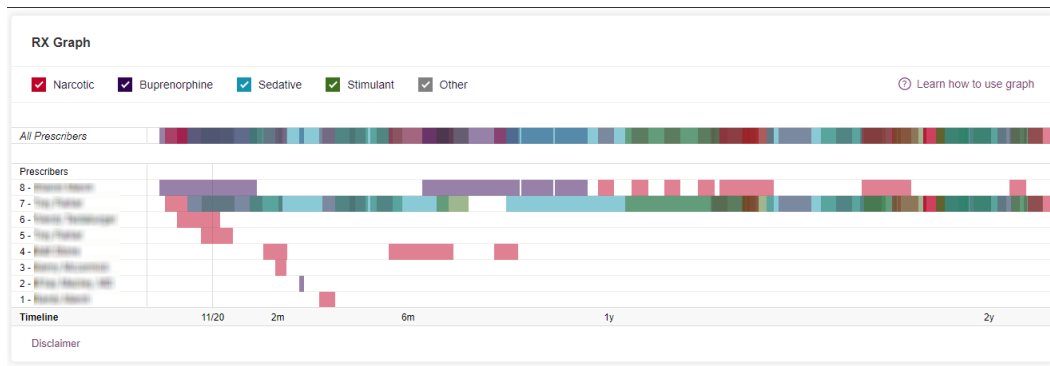 RX Graph
Narcotic Buprenorphine Sedative Stimulant Other Learn how to use graph
All Prescribers
Prescribers
8 -
7 -
6 -
5 -
4 -
3 -
2 -
1 -
Timeline 11/20 2m 6m 1y 2y
Disclaimer